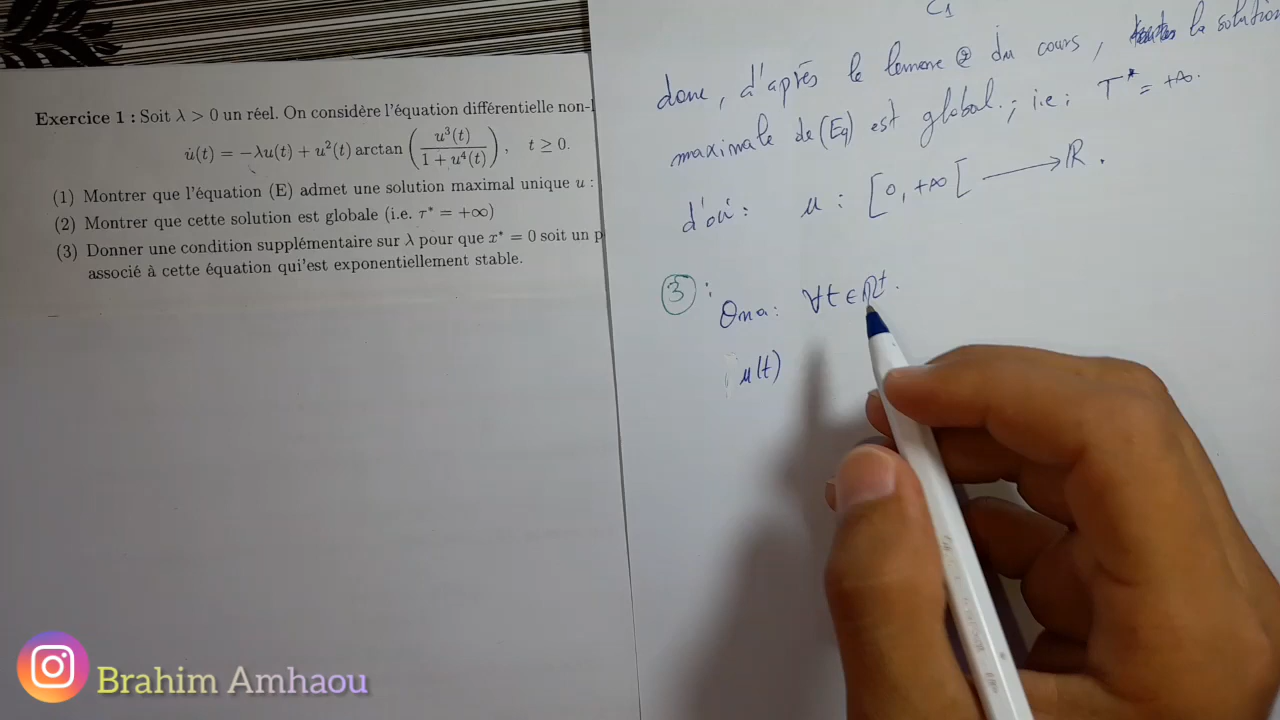 Exercice 1 : Soit λ > 0 un réel. On considère l'équation différentielle non-l
u̇(t) = −λu(t) + u²(t) arctan (u³(t) / 1 + u⁴(t)), t ≥ 0.
(1) Montrer que l'équation (E) admet une solution maximal unique u :
(2) Montrer que cette solution est globale (i.e. τ* = +∞)
(3) Donner une condition supplémentaire sur λ pour que x* = 0 soit un p
associé à cette équation qui'est exponentiellement stable.
C₁
donc, d'après le lemme ② du cours, la solution
maximale de (Eq) est global. ; i.e : T* = +∞.
d'où : u : [0, +∞[ ⟶ ℝ.
3 :
On a : ∀t ∈ ℝ⁺.
u(t)
Brahim Amhaou